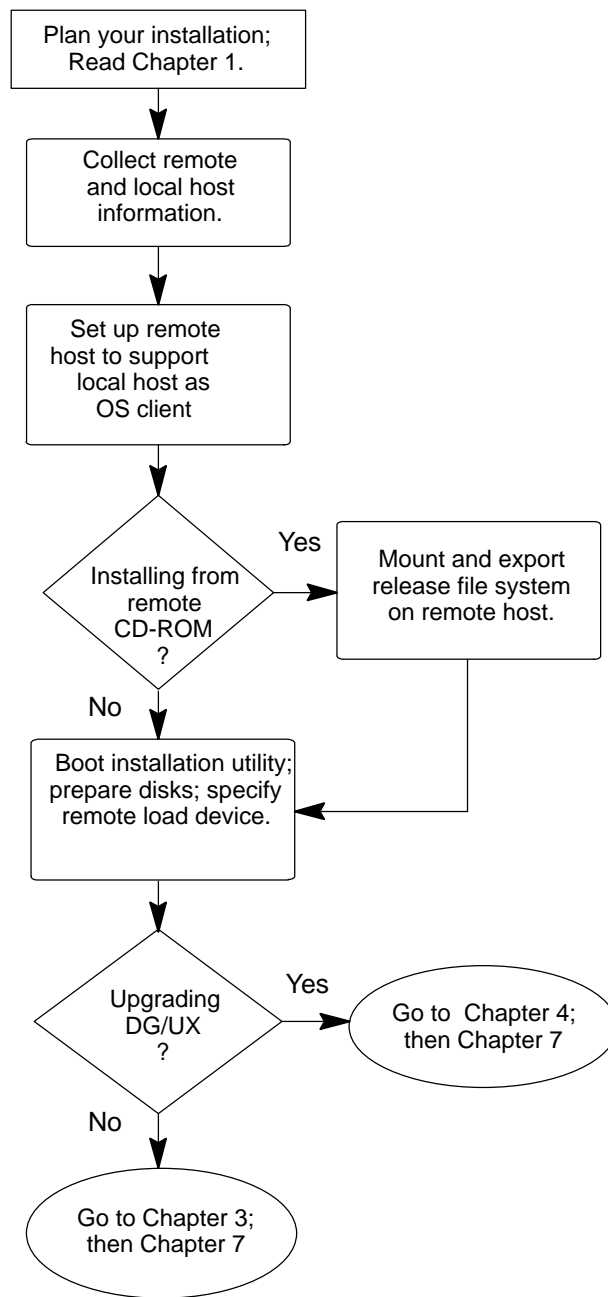 Plan your installation;
Read Chapter 1.
Collect remote
and local host
information.
Set up remote
host to support
local host as
OS client
Installing from
remote
CD-ROM
?
Yes
Mount and export
release file system
on remote host.
No
Boot installation utility;
prepare disks; specify
remote load device.
Upgrading
DG/UX
?
Yes
Go to Chapter 4;
then Chapter 7
No
Go to Chapter 3;
then Chapter 7